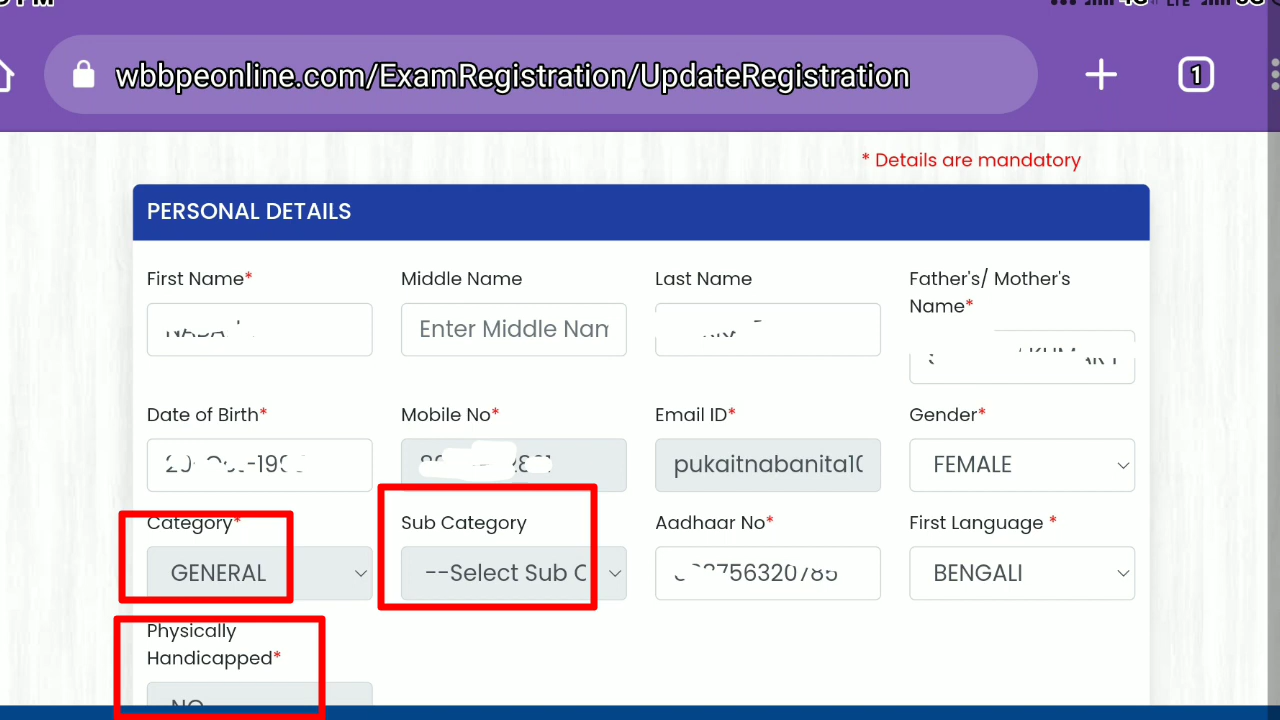 wbbpeonline.com/ExamRegistration/UpdateRegistration
1
* Details are mandatory
PERSONAL DETAILS
First Name*
Middle Name
Last Name
Father's/ Mother's
Name*
Enter Middle Nam
Date of Birth*
Mobile No*
Email ID*
Gender*
pukaitnabanita10
FEMALE
Category*
Sub Category
Aadhaar No*
First Language *
GENERAL
--Select Sub C
BENGALI
Physically
Handicapped*
NO